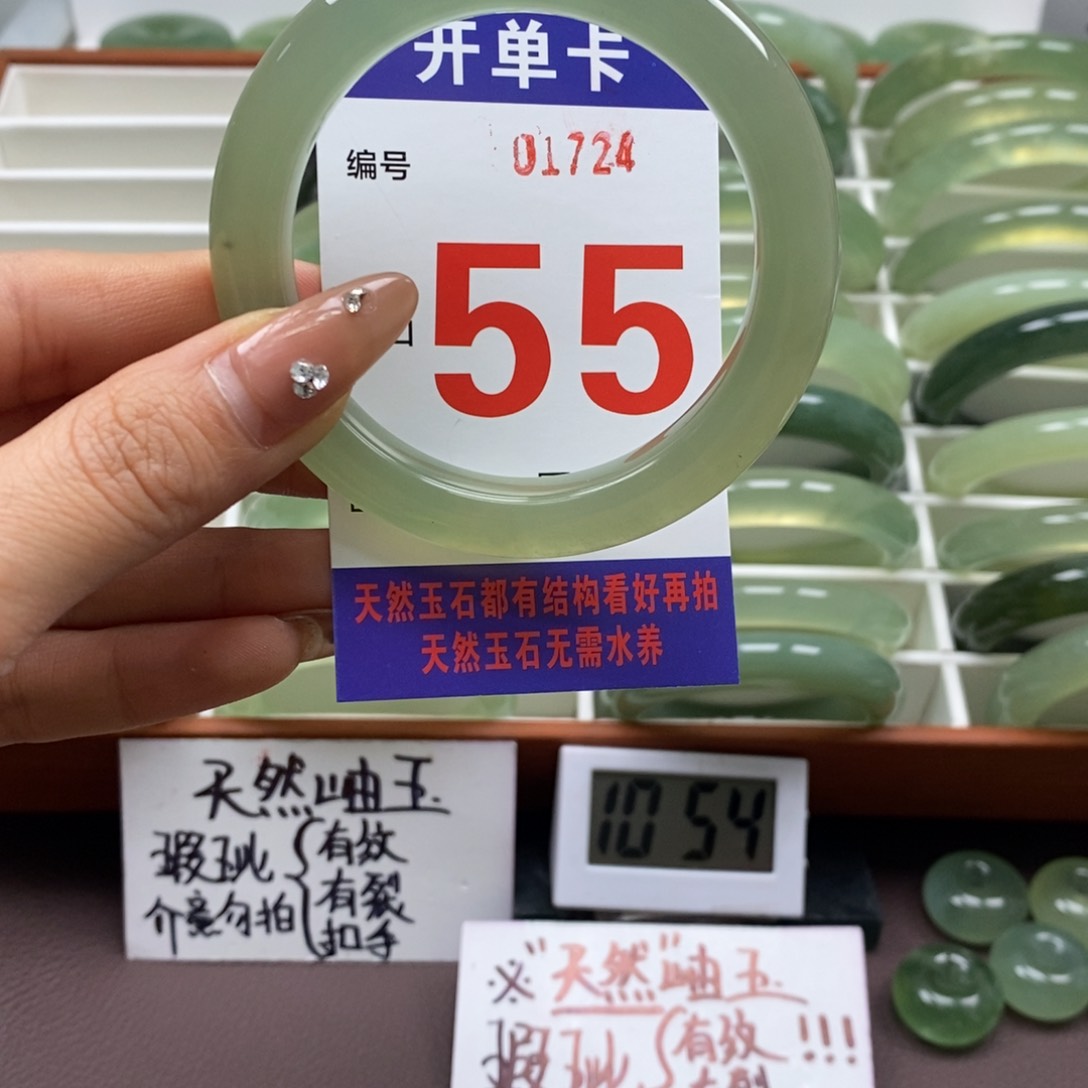 开单卡
编号 01724
55
天然玉石都有结构看好再拍
天然玉石无需水养
天然岫玉
瑕玼 有纹
有裂
介意勿拍 扣手
10 54
※"天然"岫玉
瑕玼 有纹 !!!